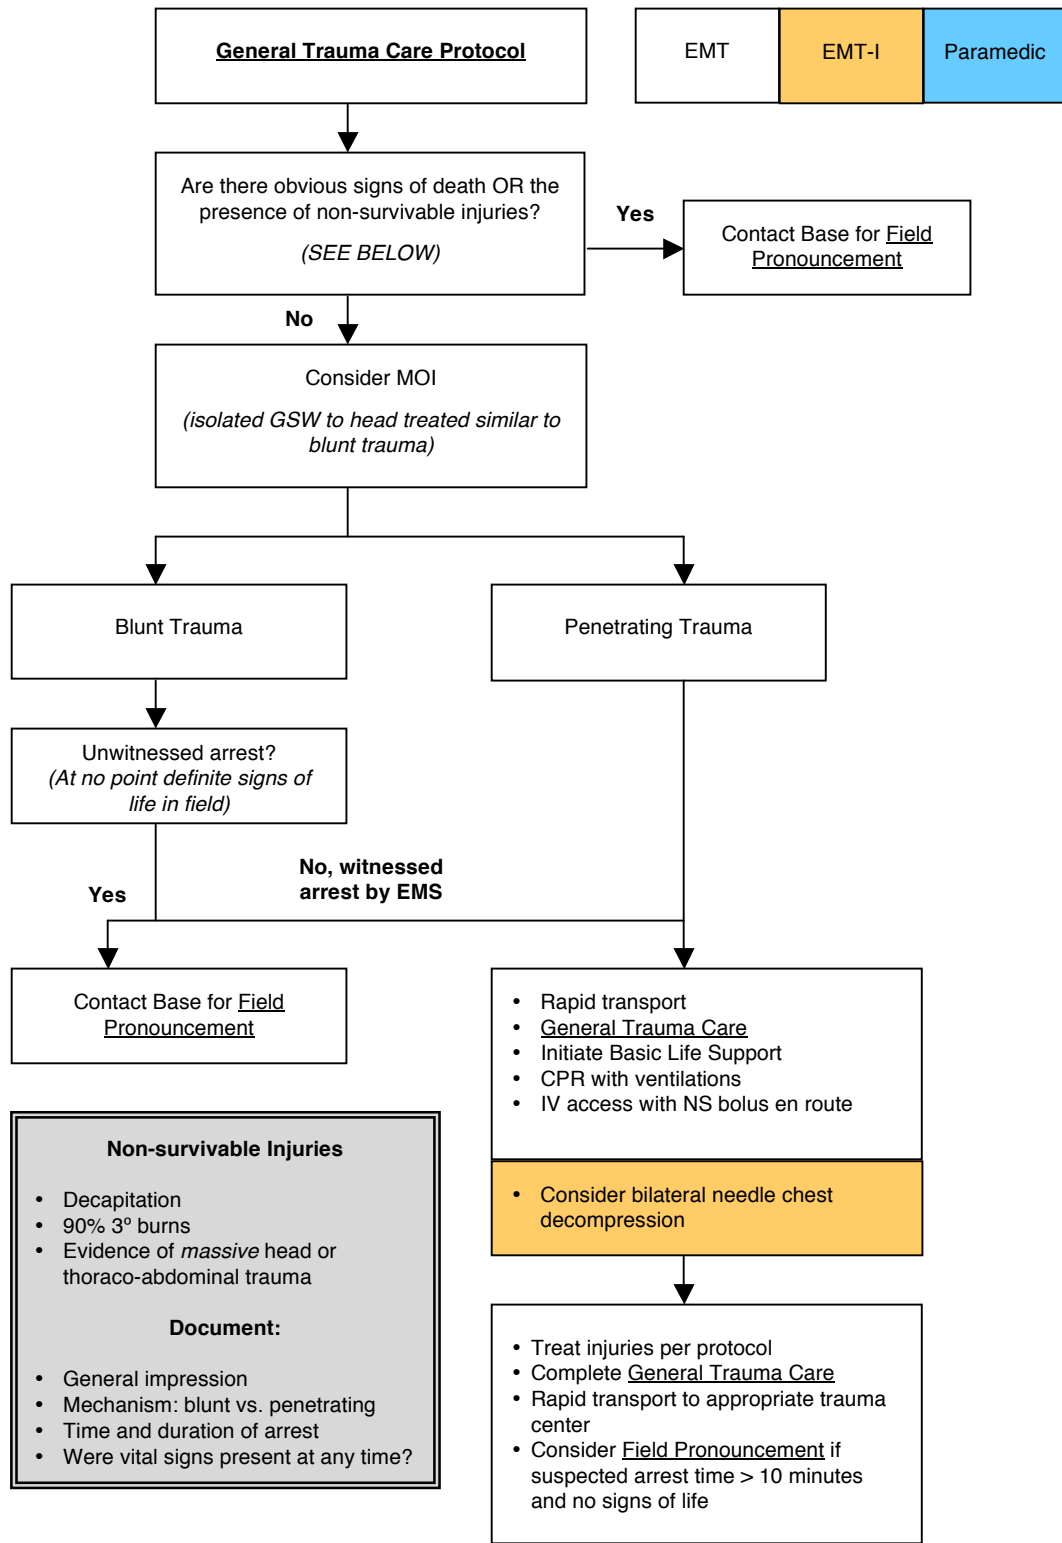 General Trauma Care Protocol
EMT
EMT-I
Paramedic
Are there obvious signs of death OR the
presence of non-survivable injuries?
(SEE BELOW)
Yes
Contact Base for Field
Pronouncement
No
Consider MOI
(isolated GSW to head treated similar to
blunt trauma)
Blunt Trauma
Penetrating Trauma
Unwitnessed arrest?
(At no point definite signs of
life in field)
Yes
No, witnessed
arrest by EMS
Contact Base for Field
Pronouncement
• Rapid transport
• General Trauma Care
• Initiate Basic Life Support
• CPR with ventilations
• IV access with NS bolus en route
• Consider bilateral needle chest
decompression
Non-survivable Injuries
• Decapitation
• 90% 3º burns
• Evidence of massive head or
thoraco-abdominal trauma
Document:
• General impression
• Mechanism: blunt vs. penetrating
• Time and duration of arrest
• Were vital signs present at any time?
• Treat injuries per protocol
• Complete General Trauma Care
• Rapid transport to appropriate trauma
center
• Consider Field Pronouncement if
suspected arrest time > 10 minutes
and no signs of life